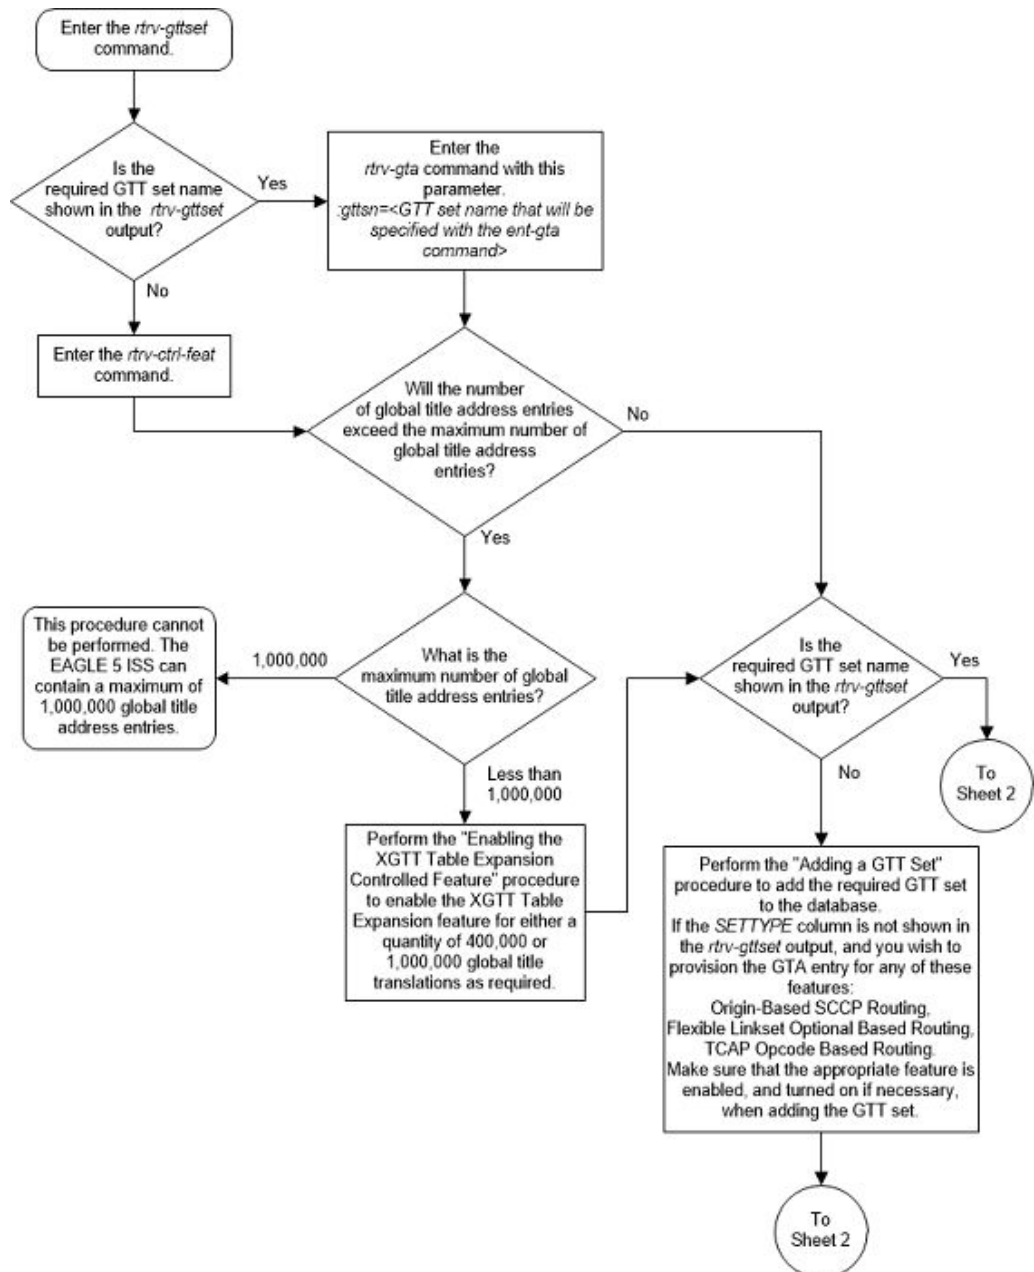 Enter the rtrv-gttset
command.
Is the
required GTT set name
shown in the rtrv-gttset
output?
Yes
Enter the
rtrv-gta command with this
parameter.
:gttsn=<GTT set name that will be
specified with the ent-gta
command>
No
Enter the rtrv-ctrl-feat
command.
Will the number
of global title address entries
exceed the maximum number of
global title address
entries?
No
Yes
This procedure cannot
be performed. The
EAGLE 5 ISS can
contain a maximum of
1,000,000 global title
address entries.
1,000,000
What is the
maximum number of global
title address entries?
Is the
required GTT set name
shown in the rtrv-gttset
output?
Yes
To
Sheet 2
Less than
1,000,000
No
Perform the "Enabling the
XGTT Table Expansion
Controlled Feature" procedure
to enable the XGTT Table
Expansion feature for either a
quantity of 400,000 or
1,000,000 global title
translations as required.
Perform the "Adding a GTT Set"
procedure to add the required GTT set
to the database.
If the SETTYPE column is not shown in
the rtrv-gttset output, and you wish to
provision the GTA entry for any of these
features:
Origin-Based SCCP Routing,
Flexible Linkset Optional Based Routing,
TCAP Opcode Based Routing.
Make sure that the appropriate feature is
enabled, and turned on if necessary,
when adding the GTT set.
To
Sheet 2